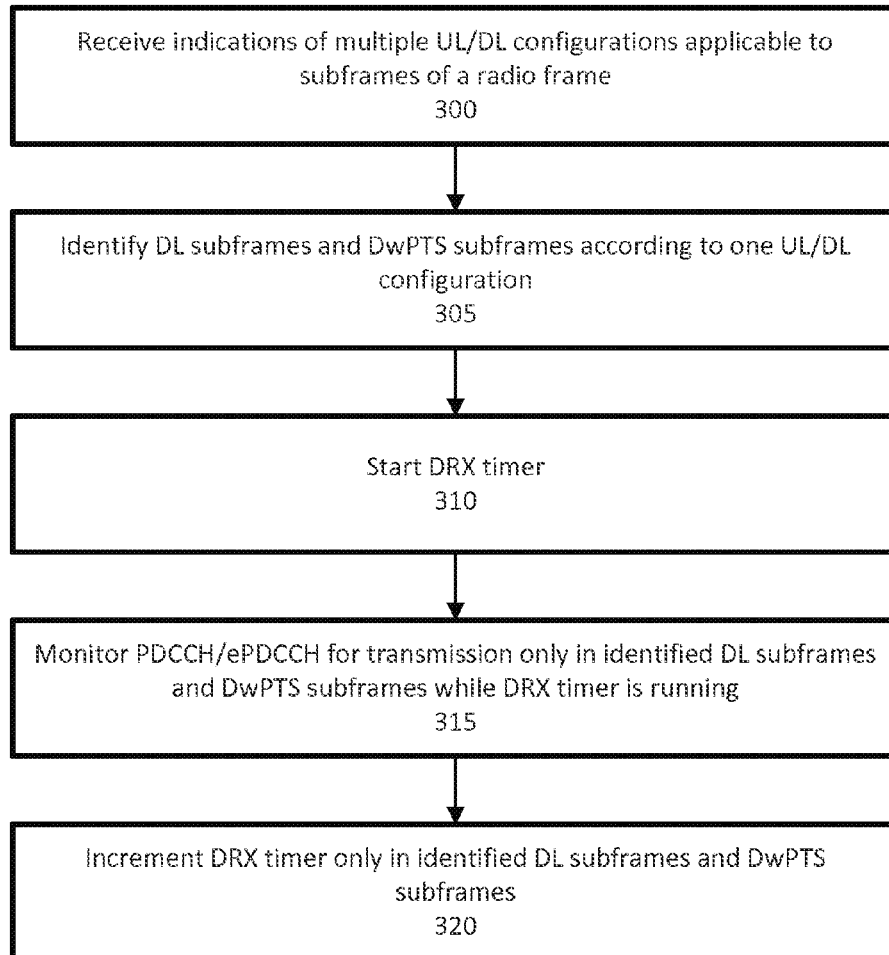 Receive indications of multiple UL/DL configurations applicable to
subframes of a radio frame
300
Identify DL subframes and DwPTS subframes according to one UL/DL
configuration
305
Start DRX timer
310
Monitor PDCCH/ePDCCH for transmission only in identified DL subframes
and DwPTS subframes while DRX timer is running
315
Increment DRX timer only in identified DL subframes and DwPTS
subframes
320